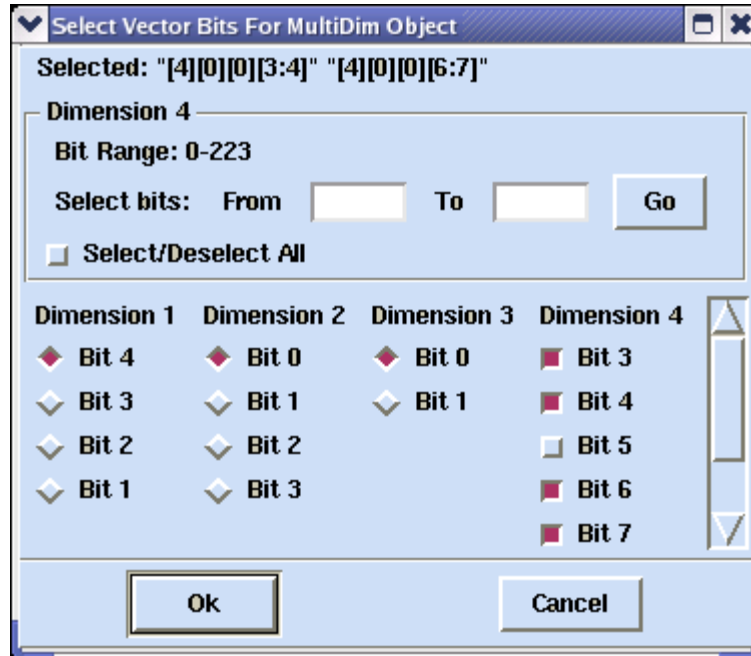 Select Vector Bits For MultiDim Object
Selected: "[4][0][0][3:4]" "[4][0][0][6:7]"
Dimension 4
Bit Range: 0-223
Select bits: From To Go
Select/Deselect All
Dimension 1 Dimension 2 Dimension 3 Dimension 4
Bit 4 Bit 0 Bit 0 Bit 3
Bit 3 Bit 1 Bit 1 Bit 4
Bit 2 Bit 2 Bit 5
Bit 1 Bit 3 Bit 6
Bit 7
Ok Cancel